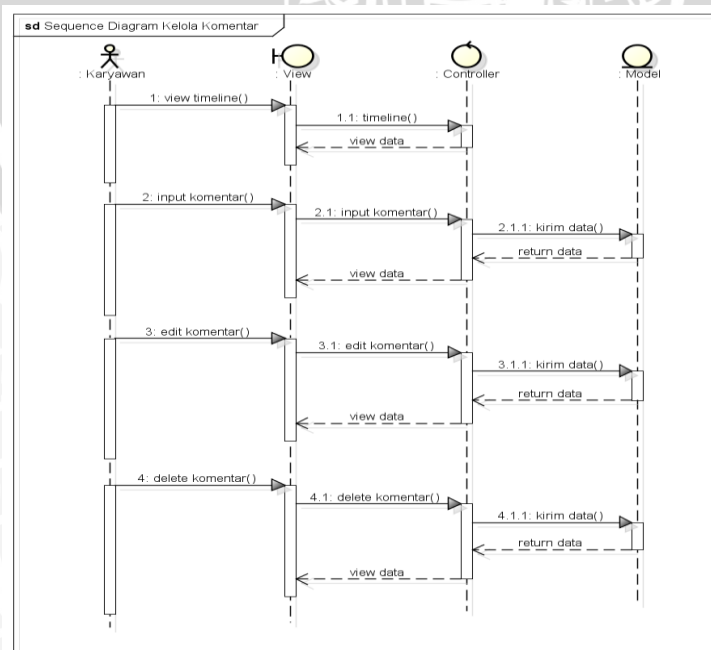 sd Sequence Diagram Kelola Komentar
: Karyawan
: View
: Controller
: Model
1: view timeline()
1.1: timeline()
view data
2: input komentar()
2.1: input komentar()
2.1.1: kirim data()
return data
view data
3: edit komentar()
3.1: edit komentar()
3.1.1: kirim data()
return data
view data
4: delete komentar()
4.1: delete komentar()
4.1.1: kirim data()
return data
view data